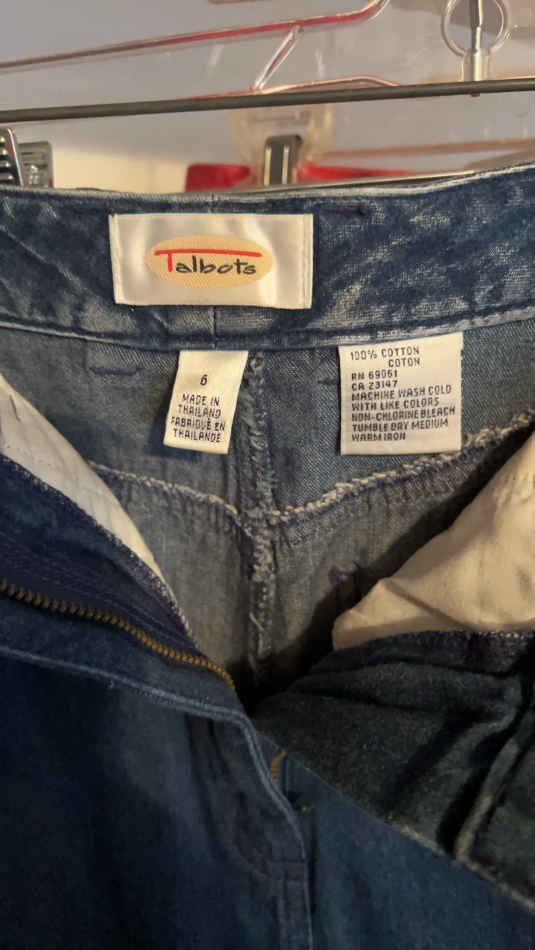 Talbots
6
MADE IN
THAILAND
FABRIQUÉ EN
THAILANDE
100% COTTON
COTON
RN 69061
CA 23147
MACHINE WASH COLD
WITH LIKE COLORS
NON-CHLORINE BLEACH
TUMBLE DRY MEDIUM
WARM IRON